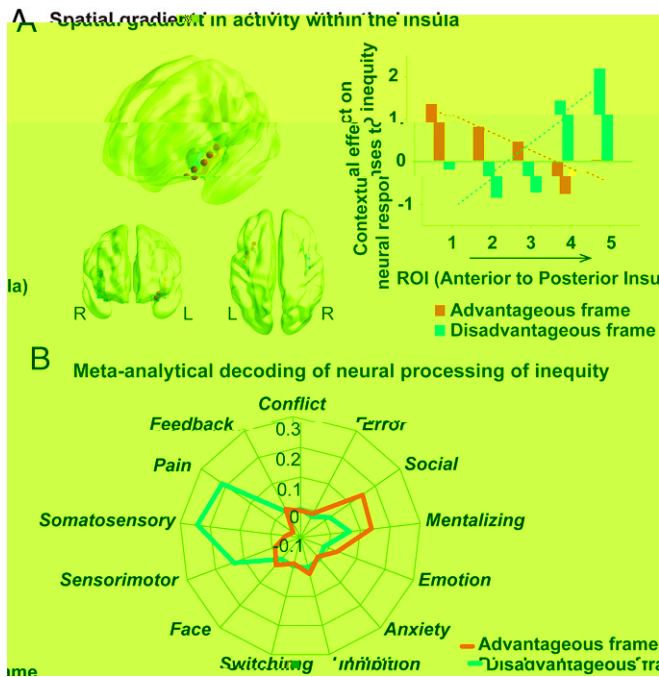 A Spatial gradient in activity within the insula
Contextual effect on
neural responses to inequity
2
1
0
-1
1 2 3 4 5
ROI (Anterior to Posterior Insu
la)
R L L R
Advantageous frame
Disadvantageous frame
B Meta-analytical decoding of neural processing of inequity
Conflict
Feedback
Error
0.3
Pain
Social
0.2
0.1
Somatosensory
Mentalizing
0
-0.1
Sensorimotor
Emotion
Face
Anxiety
Switching
Inhibition
Advantageous frame
Disadvantageous fra
ame